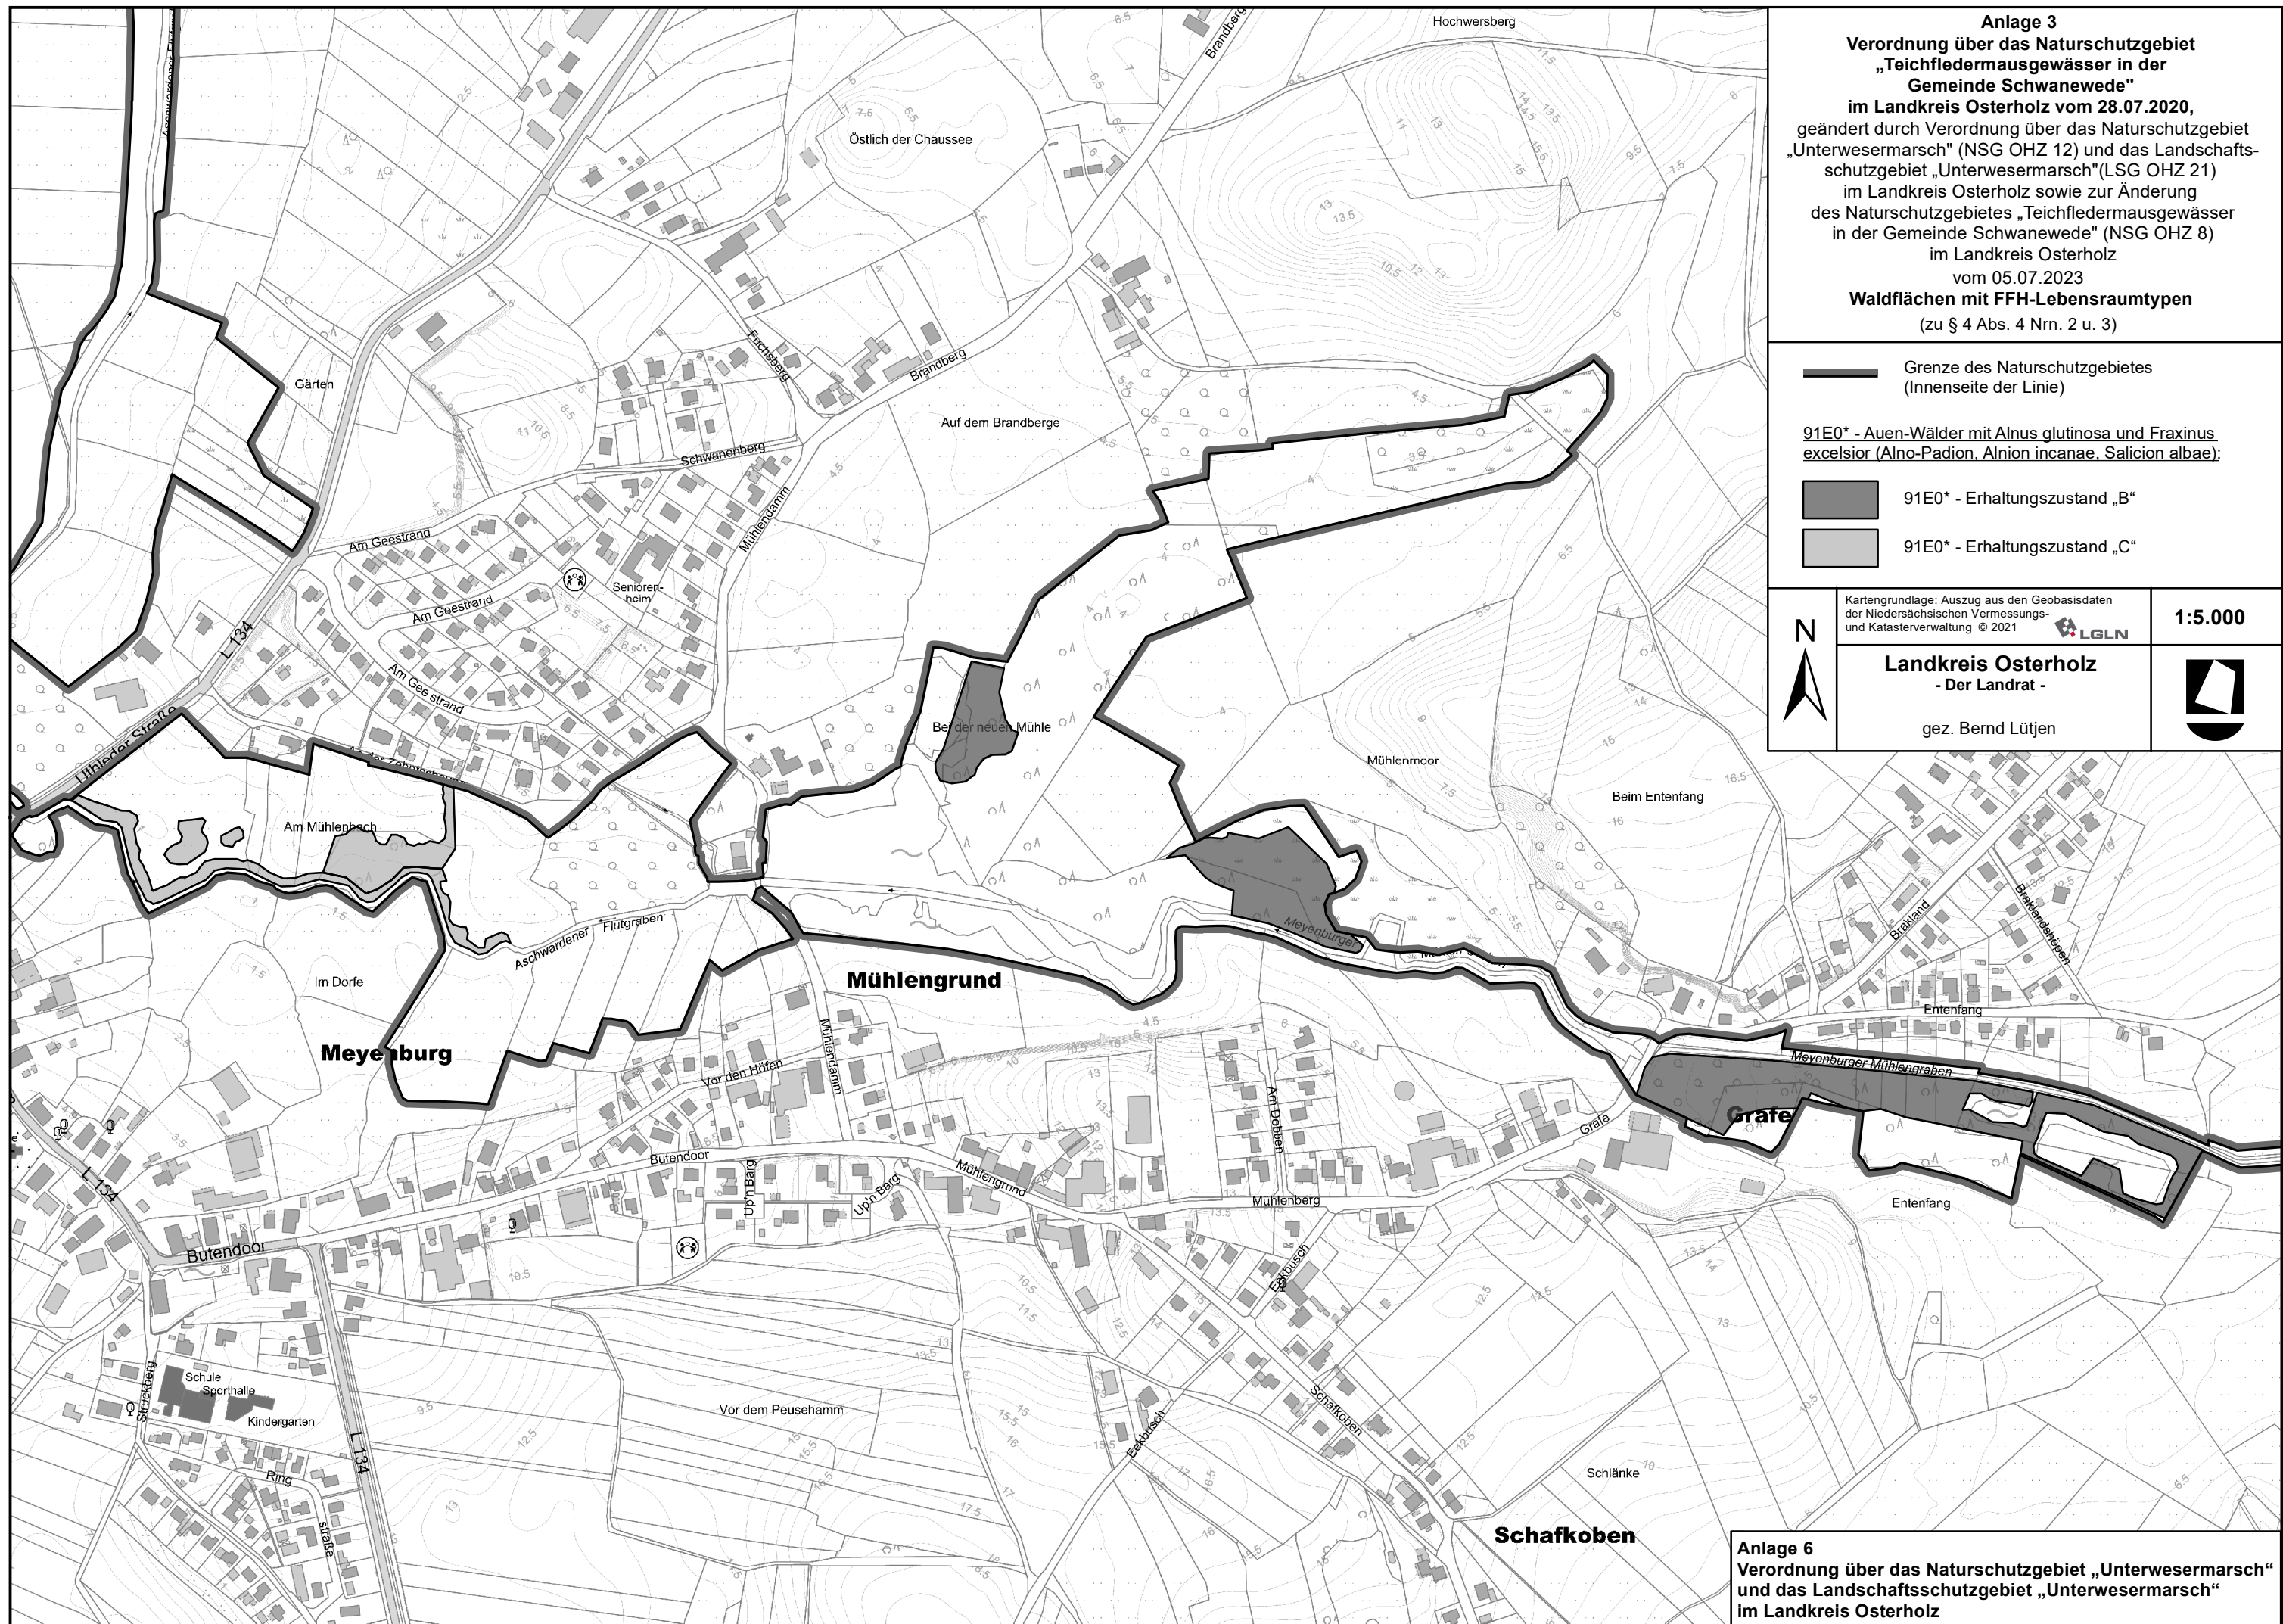 Anlage 3
Verordnung über das Naturschutzgebiet
„Teichfledermausgewässer in der
Gemeinde Schwanewede"
im Landkreis Osterholz vom 28.07.2020,
geändert durch Verordnung über das Naturschutzgebiet
„Unterwesermarsch" (NSG OHZ 12) und das Landschafts-
schutzgebiet „Unterwesermarsch"(LSG OHZ 21)
im Landkreis Osterholz sowie zur Änderung
des Naturschutzgebietes „Teichfledermausgewässer
in der Gemeinde Schwanewede" (NSG OHZ 8)
im Landkreis Osterholz
vom 05.07.2023
Waldflächen mit FFH-Lebensraumtypen
(zu § 4 Abs. 4 Nrn. 2 u. 3)
Grenze des Naturschutzgebietes
(Innenseite der Linie)
91E0* - Auen-Wälder mit Alnus glutinosa und Fraxinus
excelsior (Alno-Padion, Alnion incanae, Salicion albae):
91E0* - Erhaltungszustand „B“
91E0* - Erhaltungszustand „C“
N
Kartengrundlage: Auszug aus den Geobasisdaten
der Niedersächsischen Vermessungs-
und Katasterverwaltung © 2021
LGLN
1:5.000
Landkreis Osterholz
- Der Landrat -
gez. Bernd Lütjen
Hochwersberg
Brandberg
Östlich der Chaussee
Gärten
Fuchsberg
Brandberg
Auf dem Brandberge
Schwanenberg
Mühlendamm
Am Geestrand
Am Geestrand
Am Geestrand
Senioren-
heim
L 134
Bei der neuen Mühle
Mühlenmoor
Beim Entenfang
Am Mühlenbach
Aschwardener Flutgraben
Im Dorfe
Meyenburg
Mühlengrund
Meyenburger
Brakland
Braklandshöpen
Entenfang
Meyenburger Mühlengraben
Grafe
Grafe
Entenfang
Vor den Höfen
Mühlendamm
Am Dobben
Butendoor
Mühlengrund
Up'n Barg
Up'n Barg
Mühlenberg
Eekbusch
L 134
Butendoor
Schule
Sporthalle
Kindergarten
Struckberg
L 134
Ring
straße
Vor dem Peusehamm
Eekbusch
Schafkoben
Schlänke
Schafkoben
Anlage 6
Verordnung über das Naturschutzgebiet „Unterwesermarsch“
und das Landschaftsschutzgebiet „Unterwesermarsch“
im Landkreis Osterholz